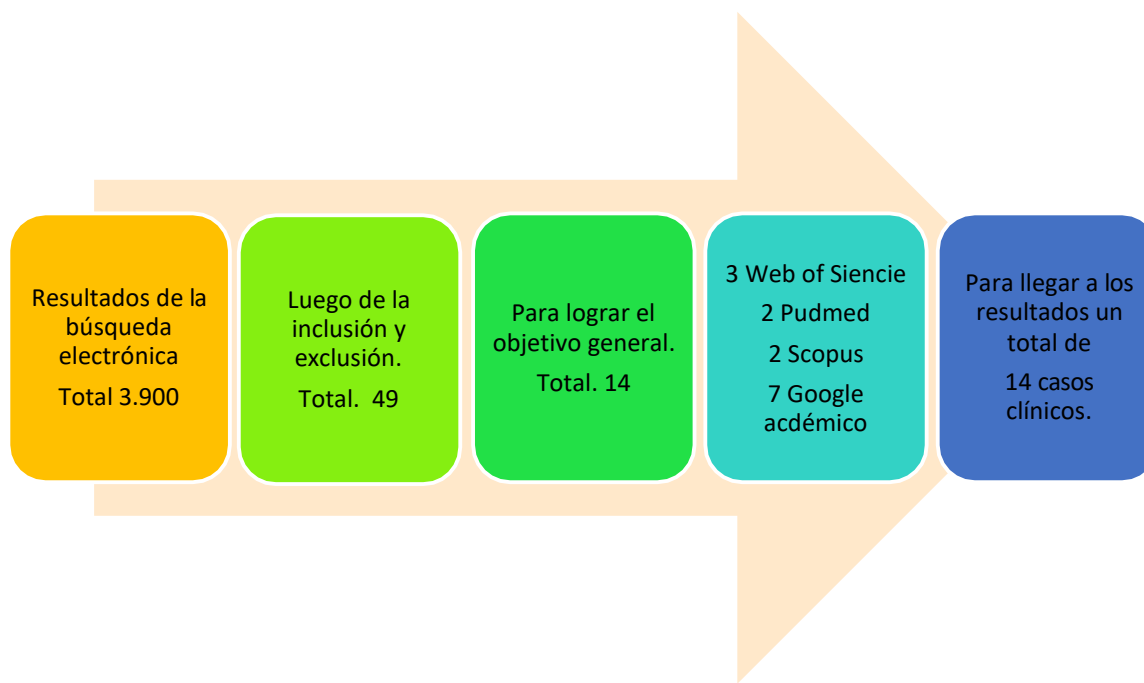 Resultados de la
búsqueda
electrónica
Total 3.900
Luego de la
inclusión y
exclusión.
Total.  49
Para lograr el
objetivo general.
Total. 14
3 Web of Siencie
2 Pudmed
2 Scopus
7 Google
acdémico
Para llegar a los
resultados un
total de
14 casos
clínicos.